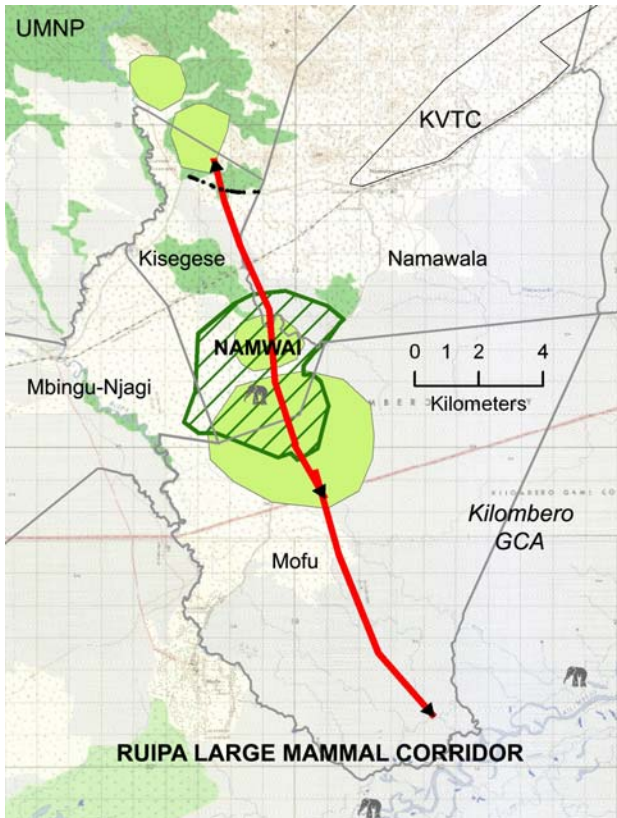 UMNP
KVTC
Kisegese
Namawala
NAMWAI
0 1 2 4
Kilometers
Mbingu-Njagi
Kilombero
GCA
Mofu
RUIPA LARGE MAMMAL CORRIDOR